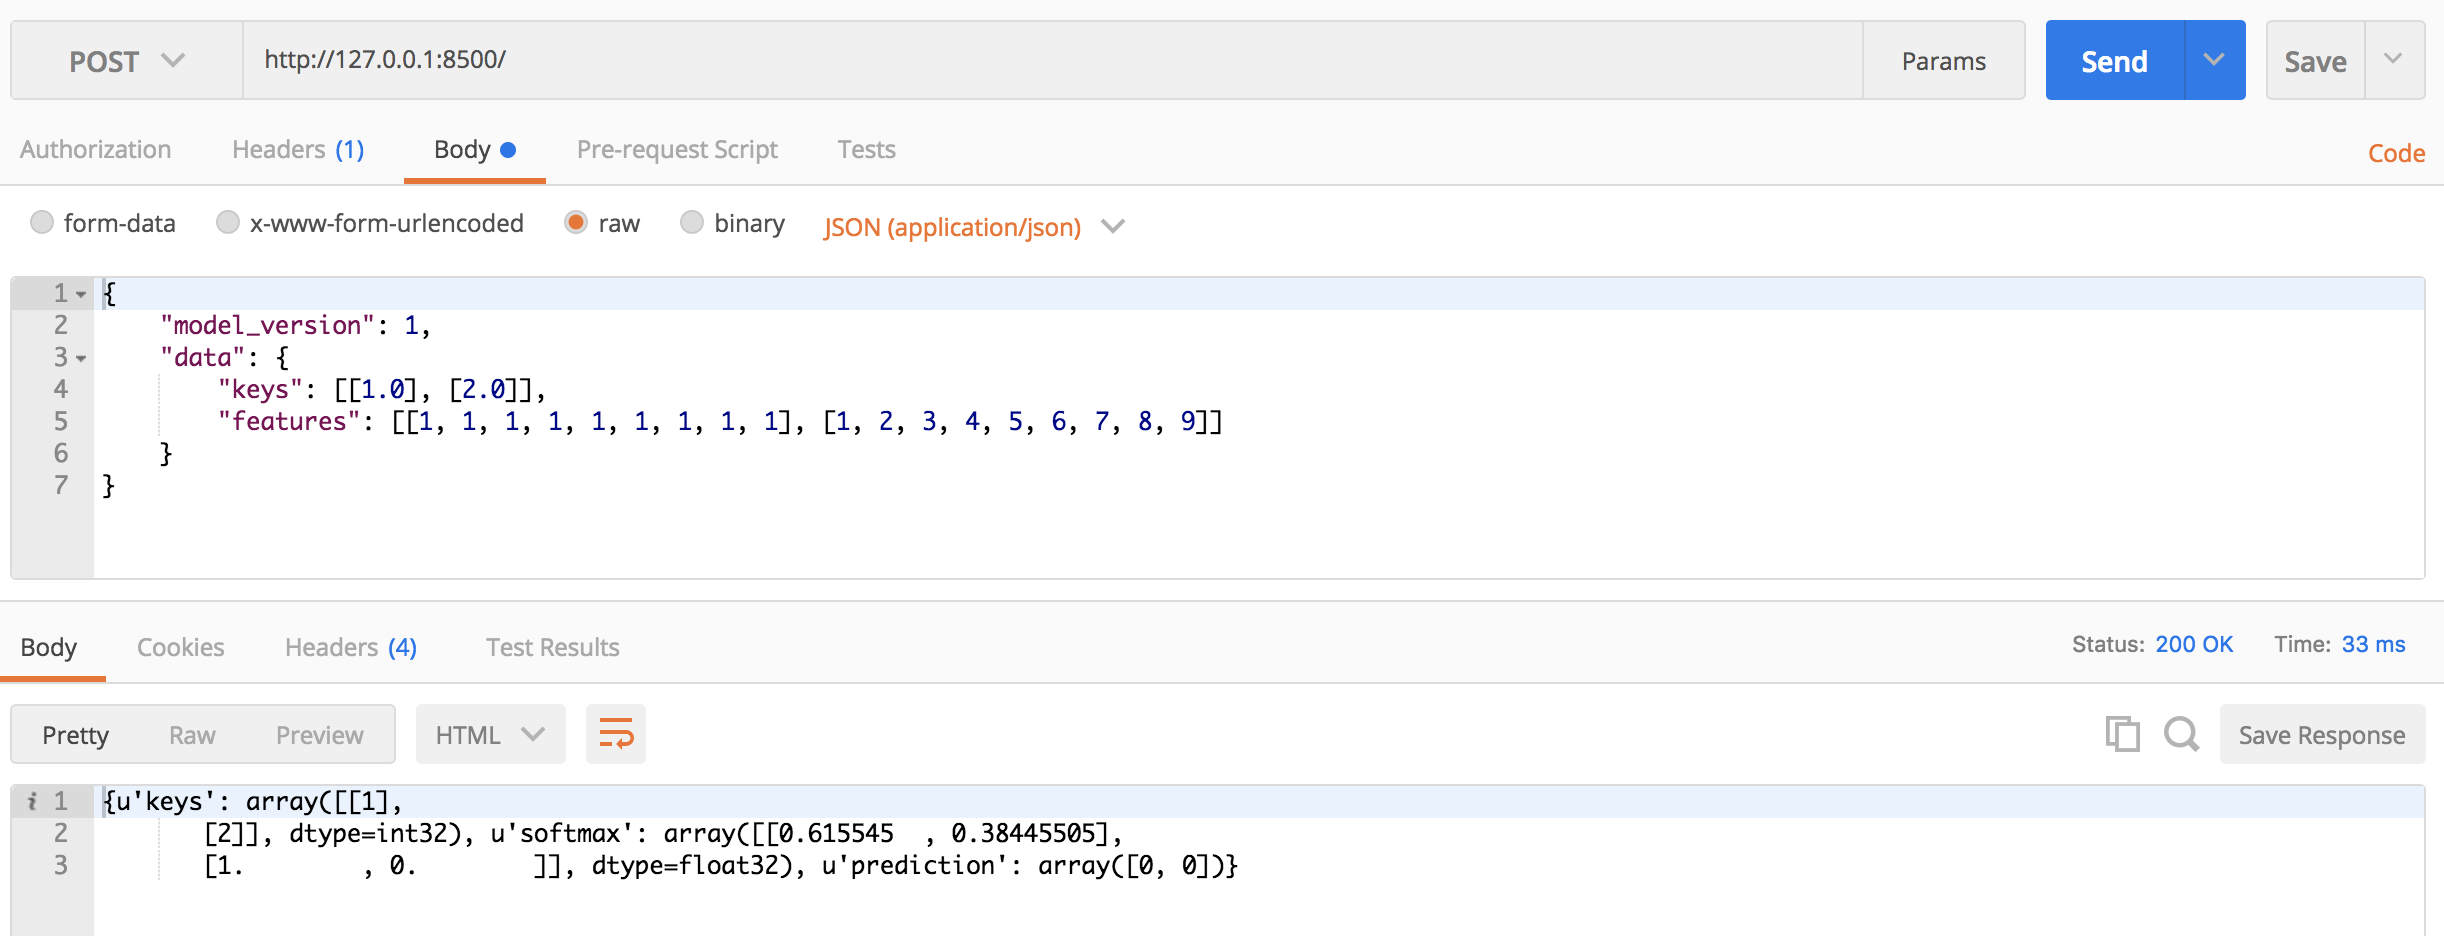 POST http://127.0.0.1:8500/ Params Send Save
Authorization Headers (1) Body Pre-request Script Tests Code
form-data x-www-form-urlencoded raw binary JSON (application/json)
1 {
2 "model_version": 1,
3 "data": {
4 "keys": [[1.0], [2.0]],
5 "features": [[1, 1, 1, 1, 1, 1, 1, 1, 1], [1, 2, 3, 4, 5, 6, 7, 8, 9]]
6 }
7 }
Body Cookies Headers (4) Test Results Status: 200 OK Time: 33 ms
Pretty Raw Preview HTML Save Response
i 1 {u'keys': array([[1],
2 [2]], dtype=int32), u'softmax': array([[0.615545  , 0.38445505],
3 [1.        , 0.        ]], dtype=float32), u'prediction': array([0, 0])}